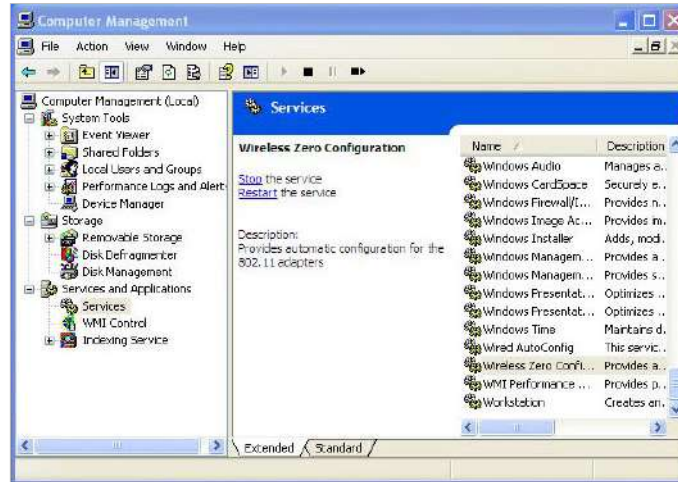 Computer Management
File Action View Window Help
Computer Management (Local)
System Tools
Event Viewer
Shared Folders
Local Users and Groups
Performance Logs and Alert
Device Manager
Storage
Removable Storage
Disk Defragmenter
Disk Management
Services and Applications
Services
WMI Control
Indexing Service
Services
Wireless Zero Configuration
Stop the service
Restart the service
Description:
Provides automatic configuration for the
802.11 adapters
Name Description
Windows Audio Manages a..
Windows CardSpace Securely e..
Windows Firewall/I... Provides n..
Windows Image Ac... Provides im.
Windows Installer Adds, modi.
Windows Managem... Provides a ..
Windows Managem... Provides s..
Windows Presentat... Optimizes ..
Windows Presentat... Optimizes ..
Windows Time Maintains d.
Wired AutoConfig This servic..
Wireless Zero Confi... Provides a..
WMI Performance ... Provides p..
Workstation Creates an.
Extended Standard